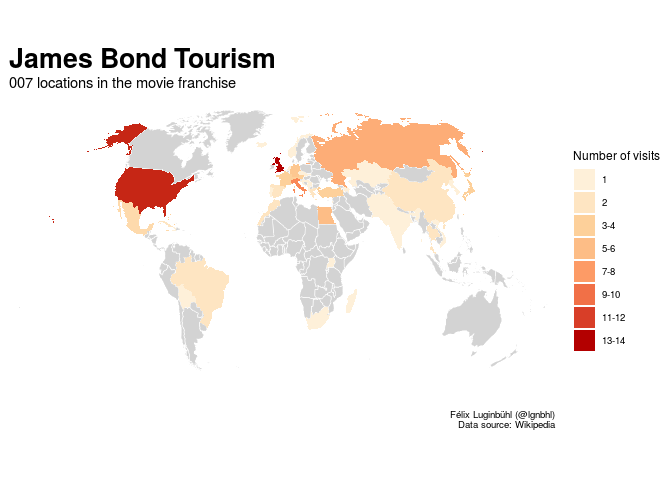 James Bond Tourism
007 locations in the movie franchise
Number of visits
1
2
3-4
5-6
7-8
9-10
11-12
13-14
Félix Luginbühl (@lgnbhl)
Data source: Wikipedia